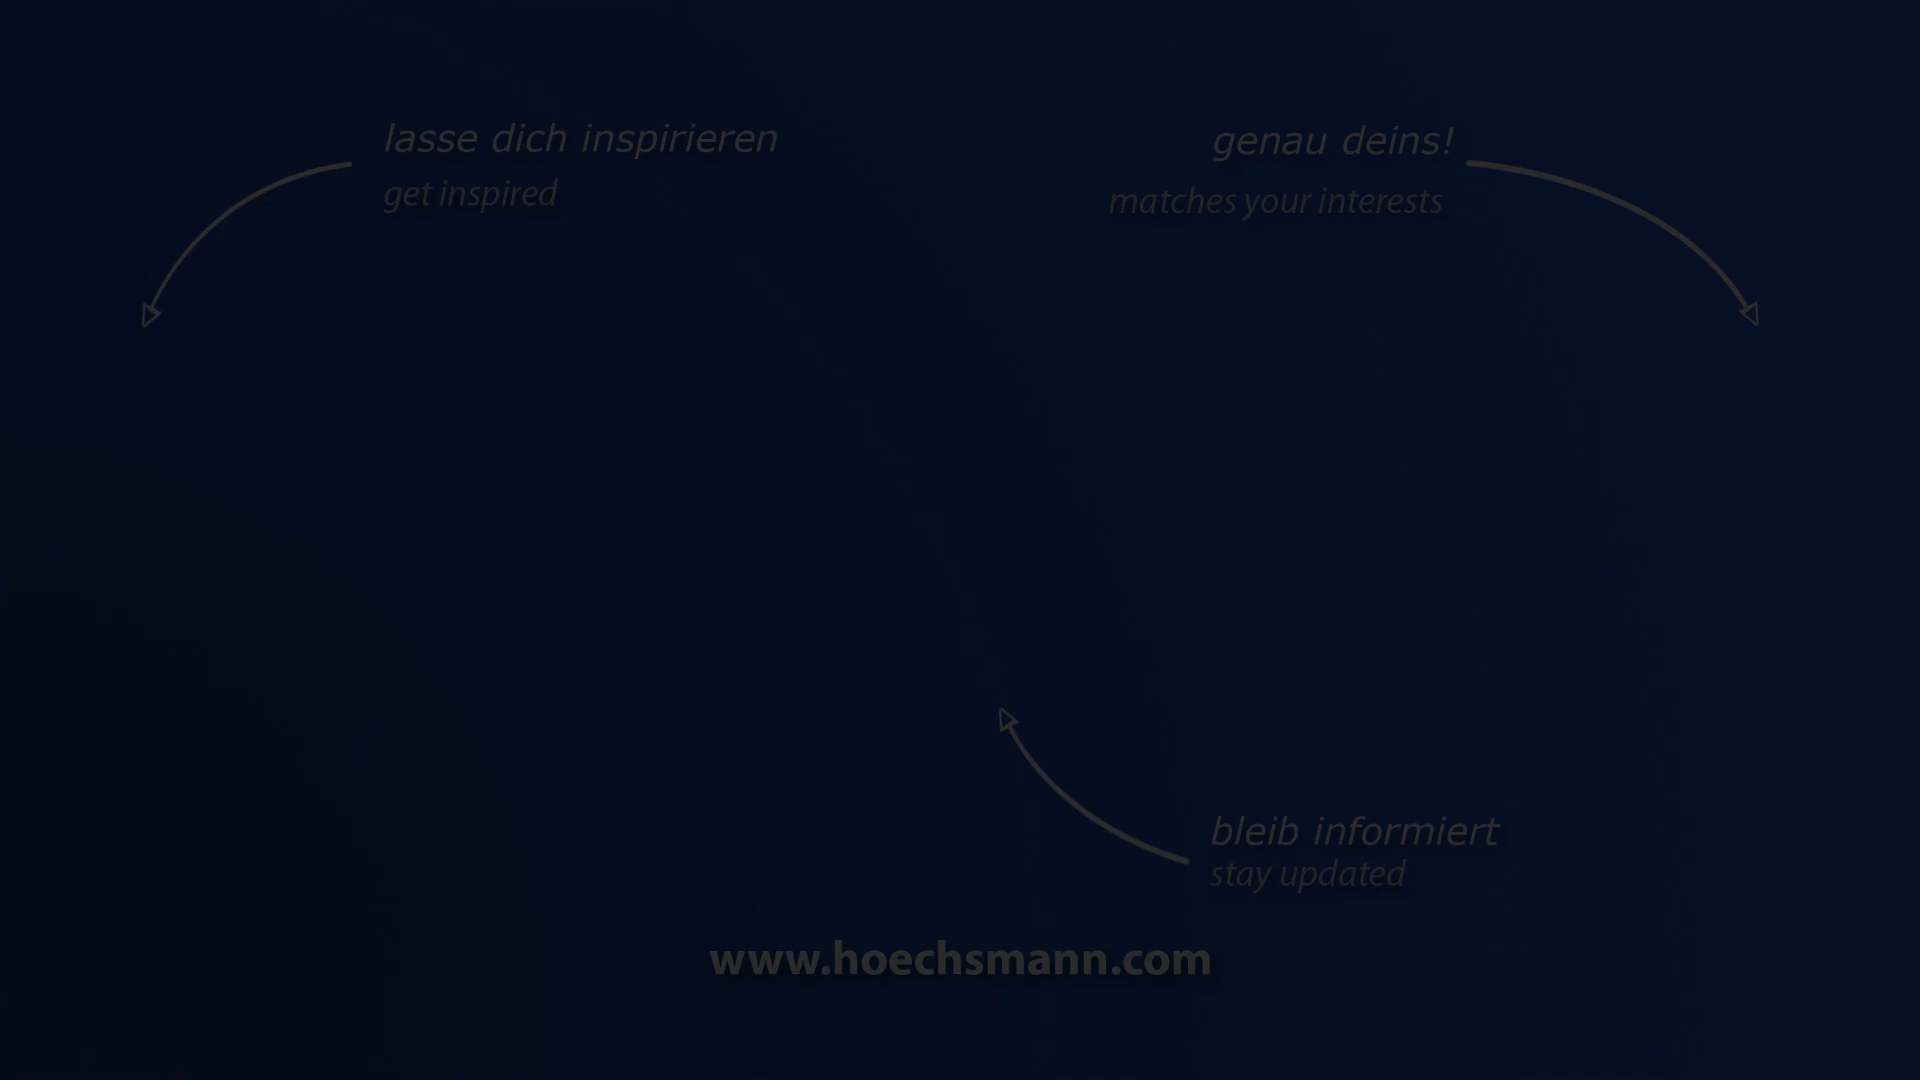 lasse dich inspirieren
get inspired
genau deins!
matches your interests
bleib informiert
stay updated
www.hoechsmann.com